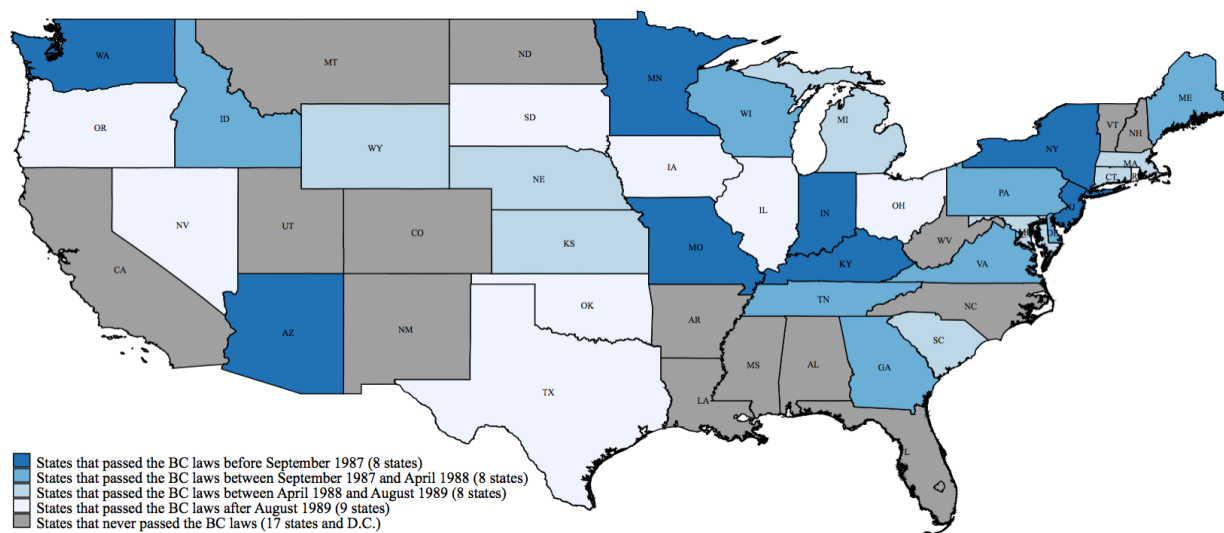 WA
MT
ND
MN
ME
OR
ID
SD
WI
MI
VT
NH
NY
WY
MA
IA
NE
CT
PA
NV
UT
CO
IL
IN
OH
NJ
KS
MO
WV
VA
CA
KY
AZ
NM
OK
TN
NC
AR
SC
MS
AL
GA
TX
LA
States that passed the BC laws before September 1987 (8 states)
States that passed the BC laws between September 1987 and April 1988 (8 states)
States that passed the BC laws between April 1988 and August 1989 (8 states)
States that passed the BC laws after August 1989 (9 states)
States that never passed the BC laws (17 states and D.C.)